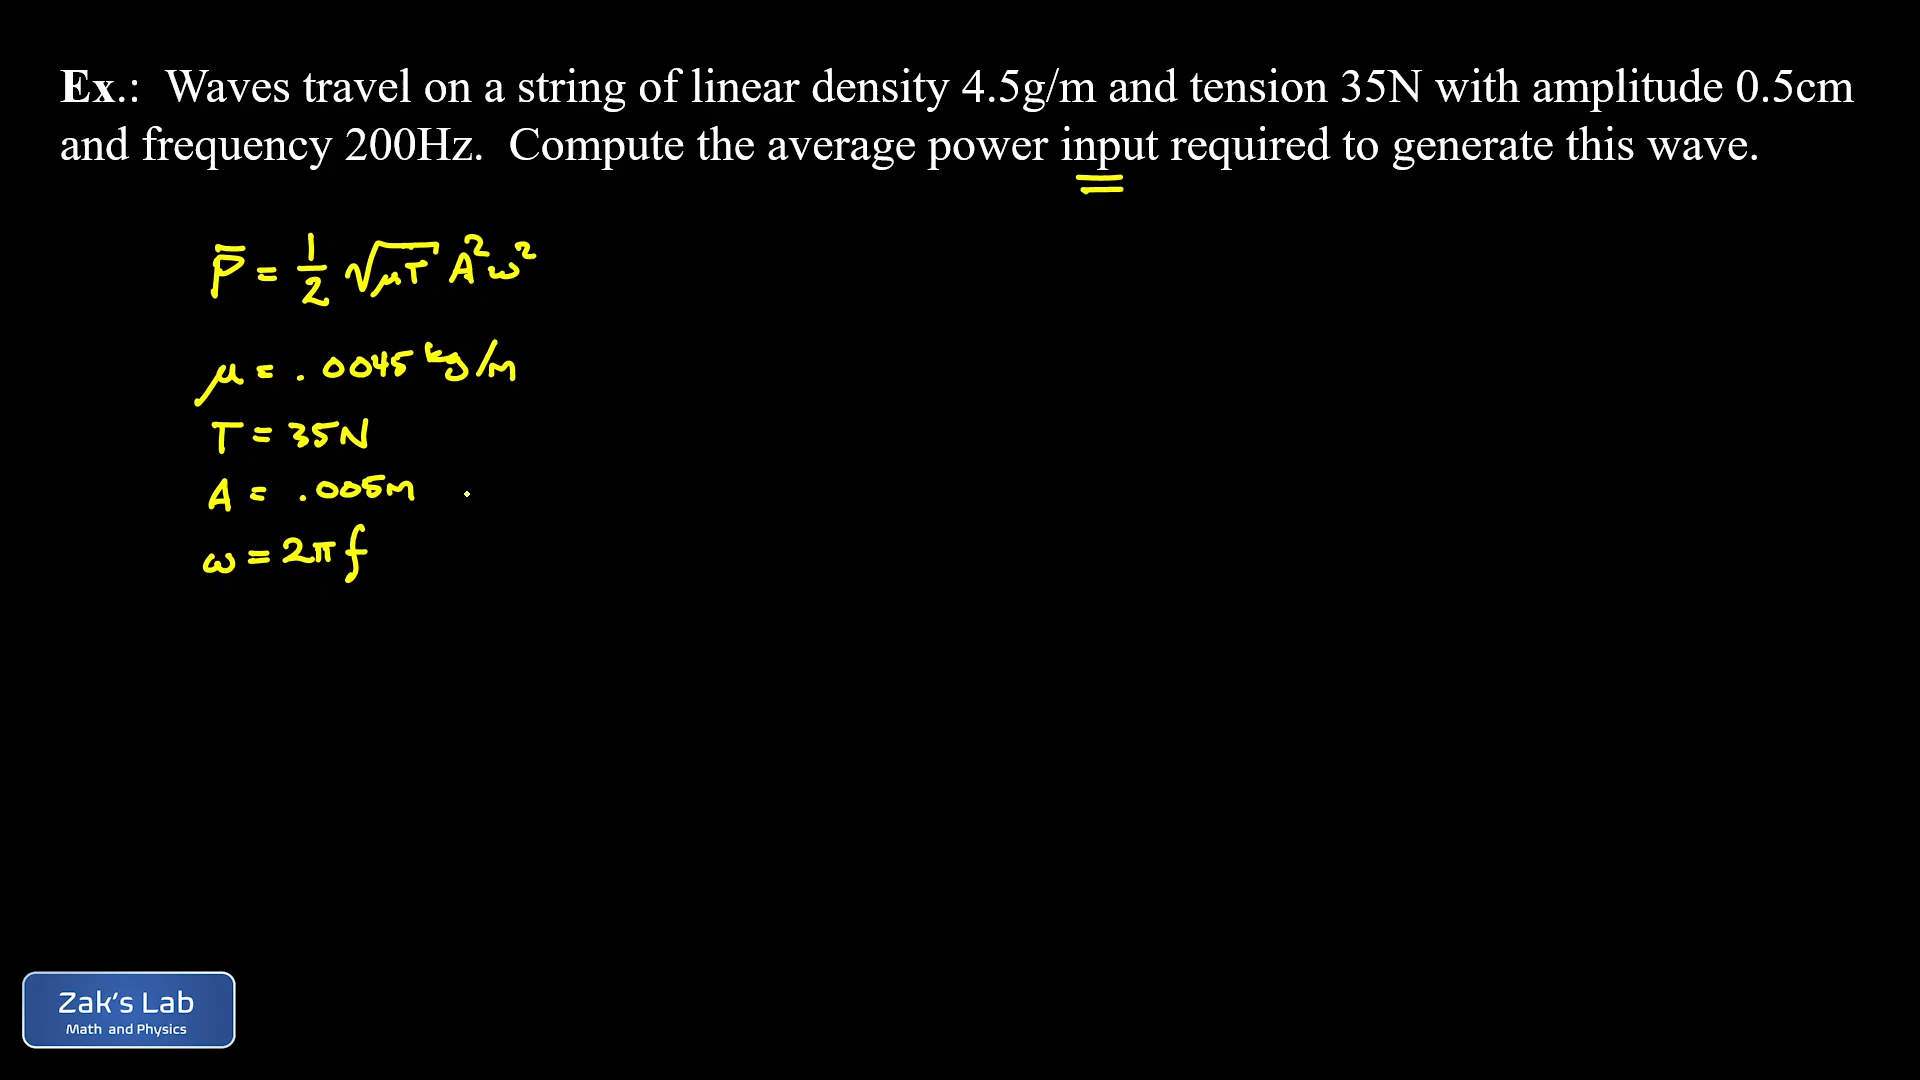 Ex.: Waves travel on a string of linear density 4.5g/m and tension 35N with amplitude 0.5cm
and frequency 200Hz. Compute the average power input required to generate this wave.
P̅ = 1/2 √μT A²ω²
μ = .0045 kg/m
T = 35N
A = .005m
ω = 2πf
Zak's Lab
Math and Physics